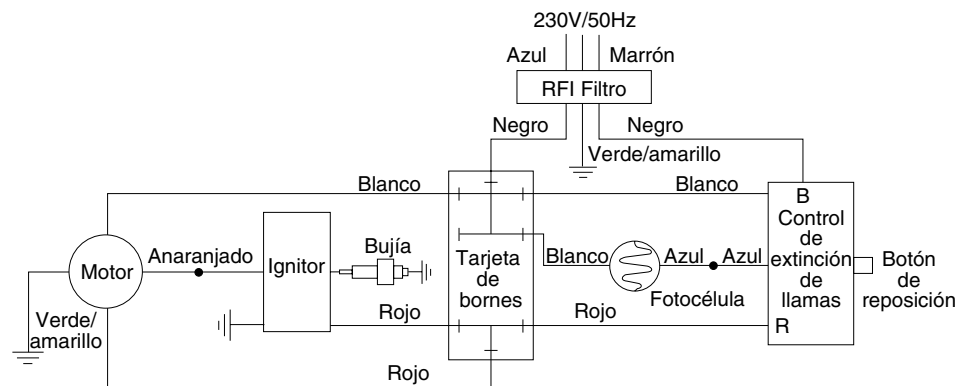 230V/50Hz
Azul
Marrón
RFI Filtro
Negro
Negro
Verde/amarillo
Blanco
Blanco
B
Control
de
extinción
de
llamas
R
Botón
de
reposición
Motor
Anaranjado
Ignitor
Bujía
Tarjeta
de
bornes
Blanco
Azul
Azul
Fotocélula
Verde/
amarillo
Rojo
Rojo
Rojo